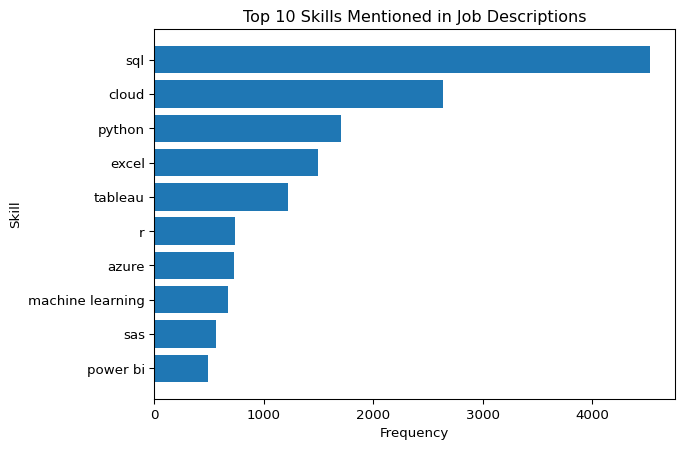 Top 10 Skills Mentioned in Job Descriptions
Skill
sql
cloud
python
excel
tableau
r
azure
machine learning
sas
power bi
0 1000 2000 3000 4000
Frequency